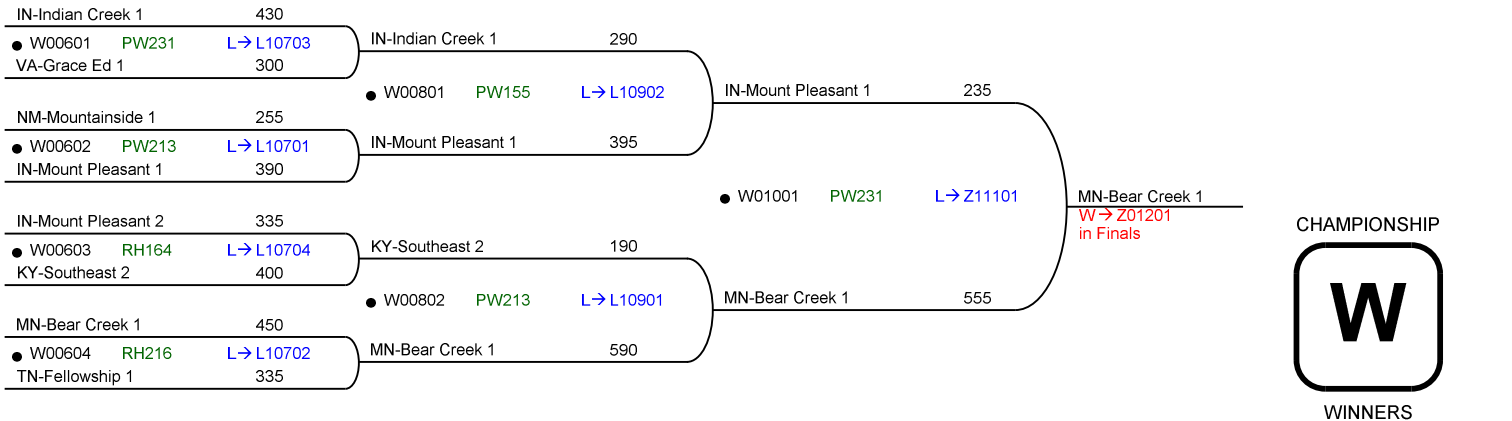 IN-Indian Creek 1 430
W00601 PW231 L→L10703
VA-Grace Ed 1 300
IN-Indian Creek 1 290
W00801 PW155 L→L10902
NM-Mountainside 1 255
W00602 PW213 L→L10701
IN-Mount Pleasant 1 390
IN-Mount Pleasant 1 395
IN-Mount Pleasant 1 235
W01001 PW231 L→Z11101
IN-Mount Pleasant 2 335
W00603 RH164 L→L10704
KY-Southeast 2 400
KY-Southeast 2 190
W00802 PW213 L→L10901
MN-Bear Creek 1 450
W00604 RH216 L→L10702
TN-Fellowship 1 335
MN-Bear Creek 1 590
MN-Bear Creek 1 555
MN-Bear Creek 1
W→Z01201
in Finals
CHAMPIONSHIP
W
WINNERS